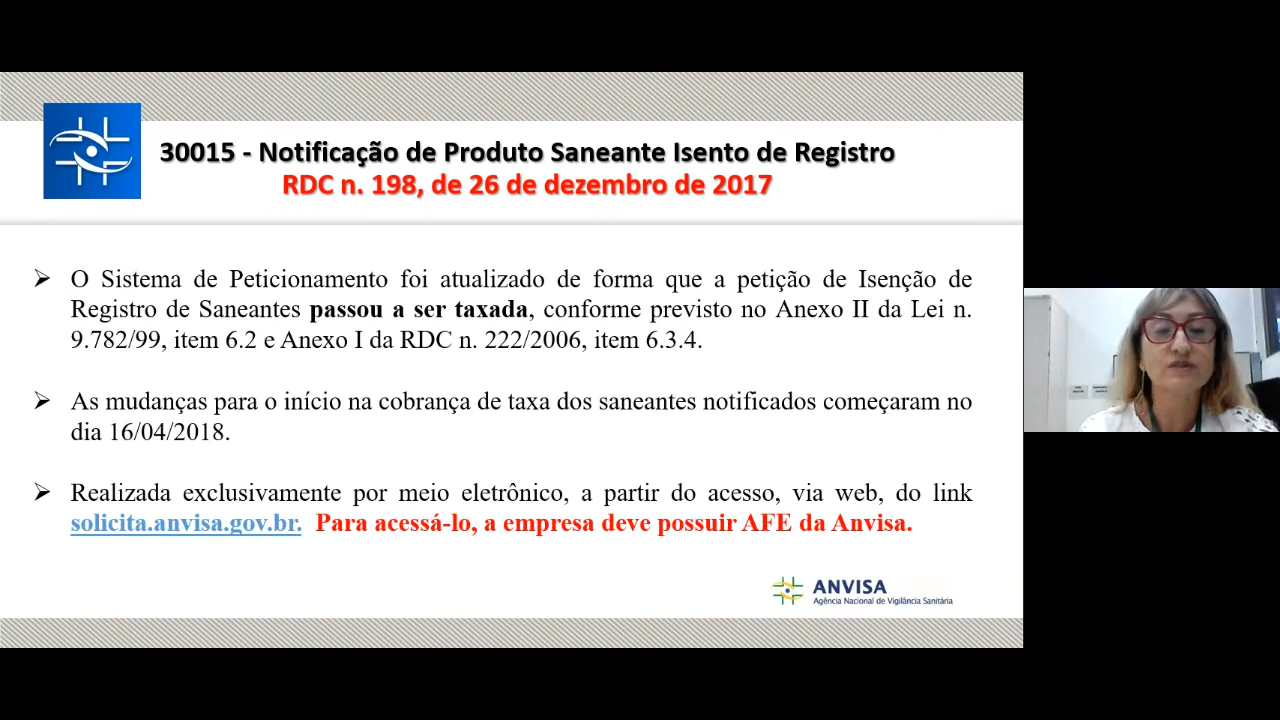 30015 - Notificação de Produto Saneante Isento de Registro
RDC n. 198, de 26 de dezembro de 2017
➢ O Sistema de Peticionamento foi atualizado de forma que a petição de Isenção de
Registro de Saneantes passou a ser taxada, conforme previsto no Anexo II da Lei n.
9.782/99, item 6.2 e Anexo I da RDC n. 222/2006, item 6.3.4.
➢ As mudanças para o início na cobrança de taxa dos saneantes notificados começaram no
dia 16/04/2018.
➢ Realizada exclusivamente por meio eletrônico, a partir do acesso, via web, do link
solicita.anvisa.gov.br. Para acessá-lo, a empresa deve possuir AFE da Anvisa.
ANVISA
Agência Nacional de Vigilância Sanitária